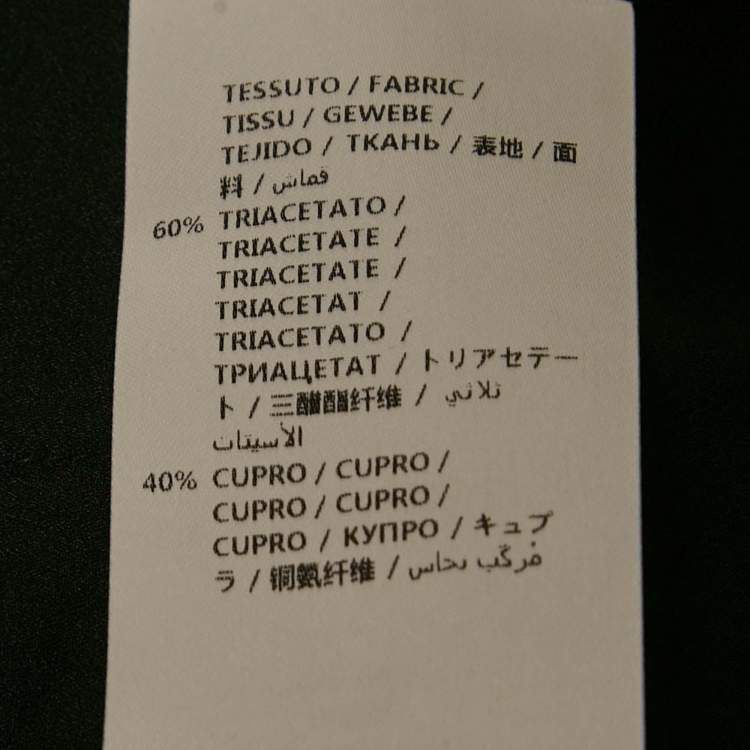 TESSUTO / FABRIC /
TISSU / GEWEBE /
TEJIDO / ТКАНЬ / 表地 / 面
料 / قماش
60% TRIACETATO /
TRIACETATE /
TRIACETATE /
TRIACETAT /
TRIACETATO /
ТРИАЦЕТАТ / トリアセテー
ト / 三醋酯纤维 / ثلاثي
الأسيتات
40% CUPRO / CUPRO /
CUPRO / CUPRO /
CUPRO / КУПРО / キュプ
ラ / 铜氨纤维 / مركب نحاس